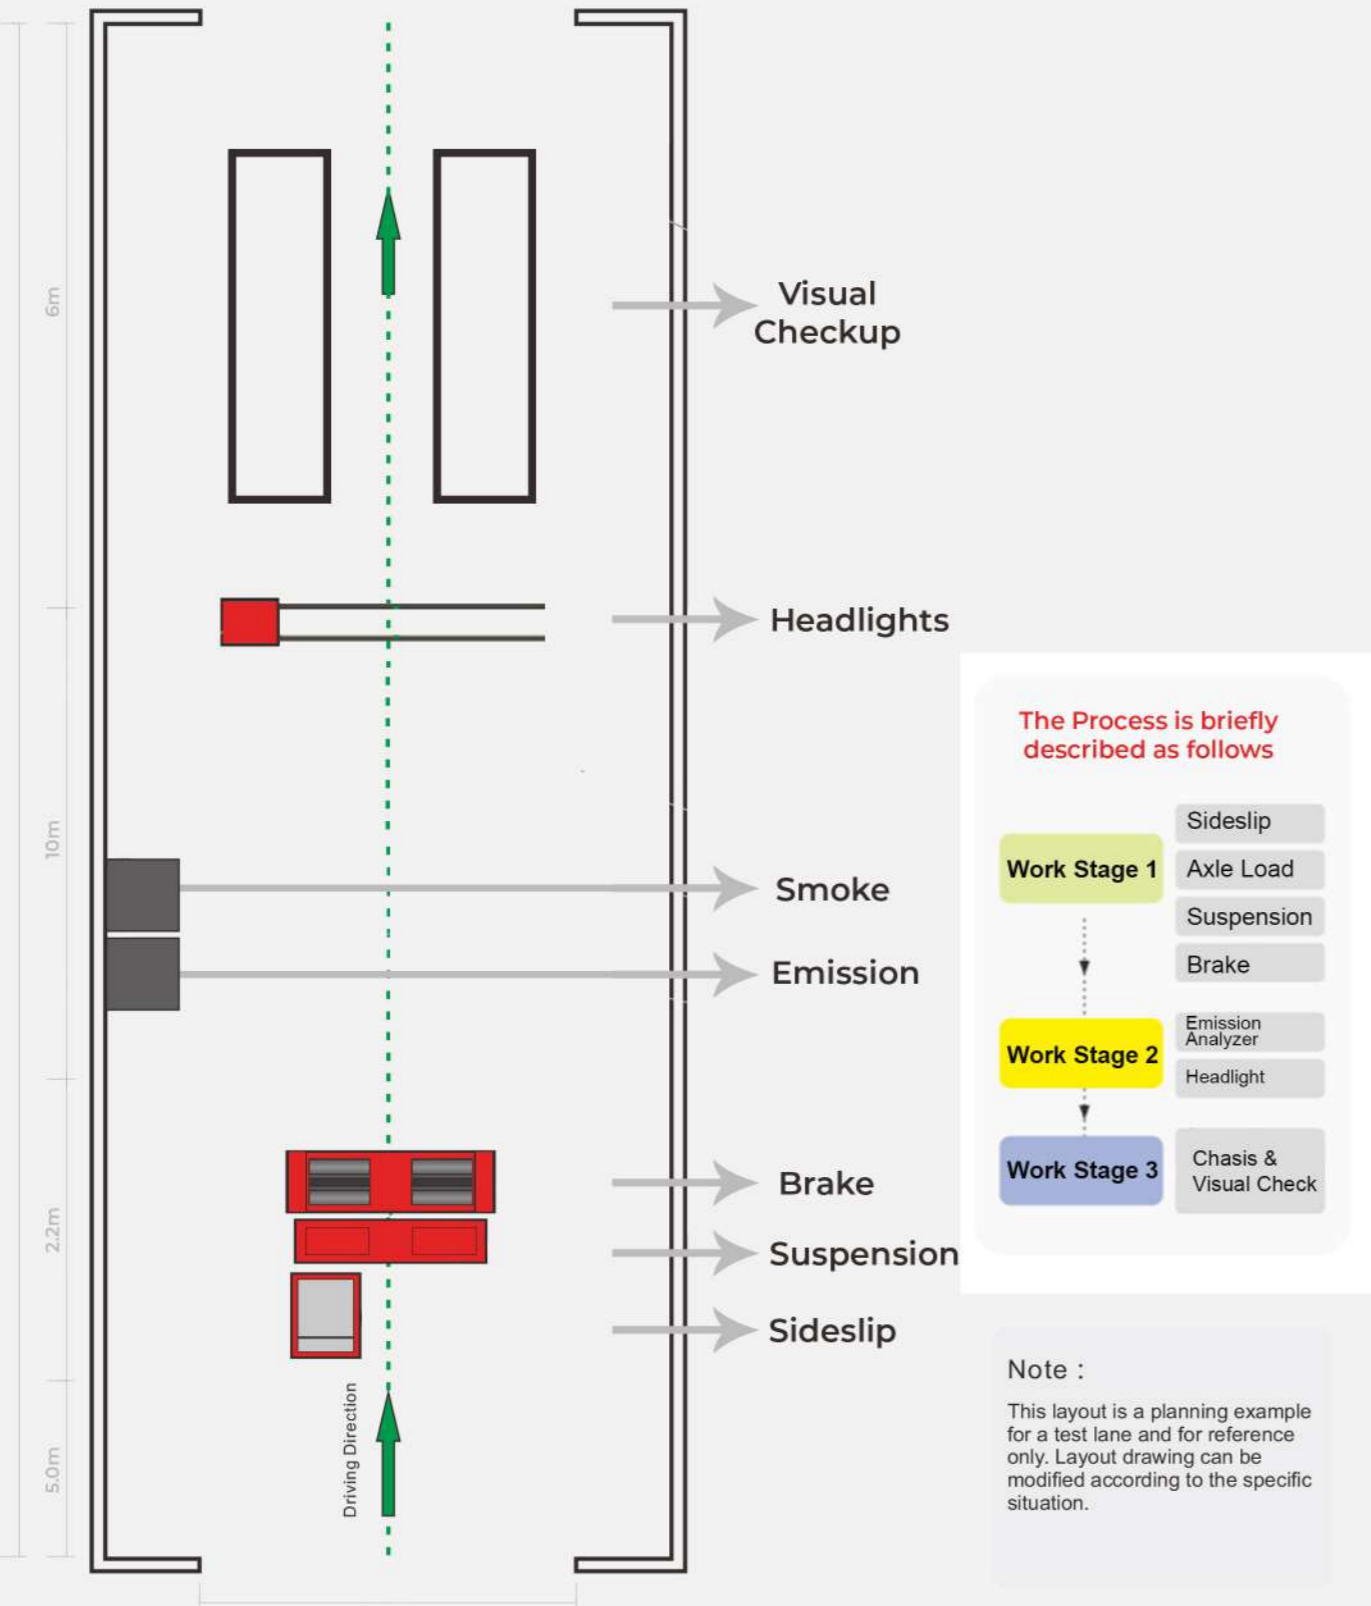 6m
Visual
Checkup
Headlights
10m
Smoke
Emission
Brake
2.2m
Suspension
Sideslip
5.0m
Driving Direction
The Process is briefly
described as follows
Work Stage 1
Sideslip
Axle Load
Suspension
Brake
Work Stage 2
Emission
Analyzer
Headlight
Work Stage 3
Chasis &
Visual Check
Note :
This layout is a planning example
for a test lane and for reference
only. Layout drawing can be
modified according to the specific
situation.